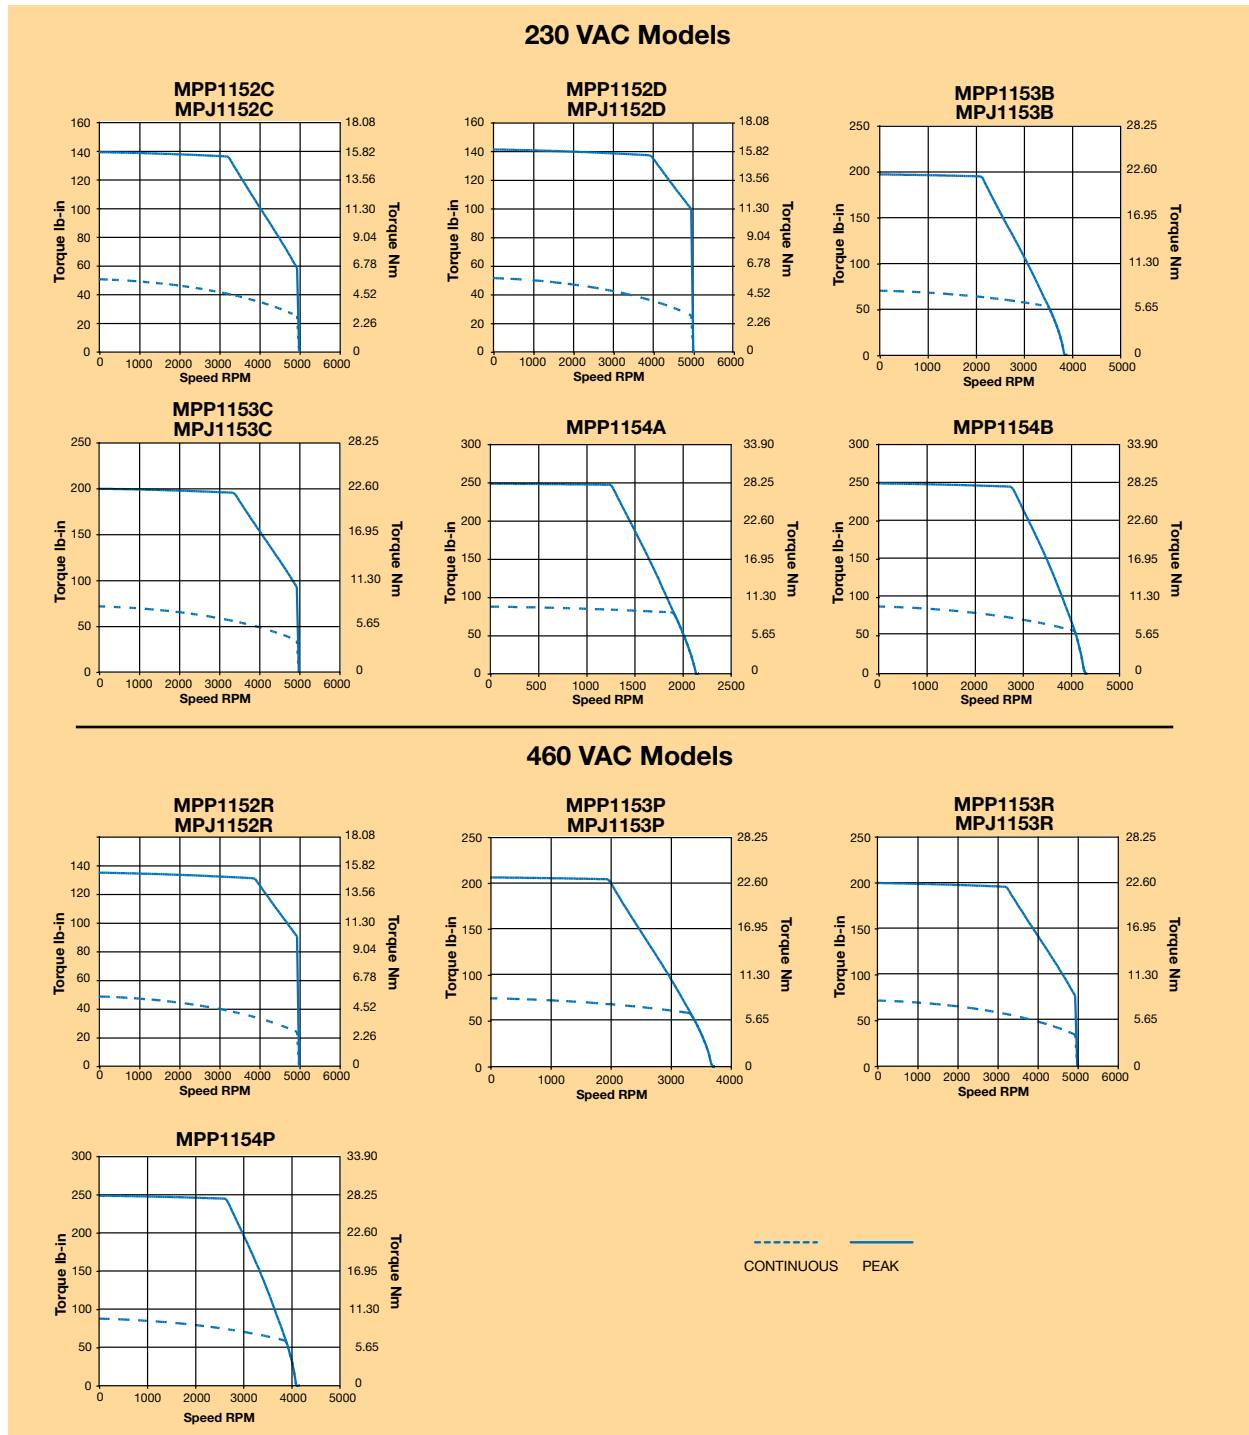 230 VAC Models
MPP1152C
MPJ1152C
160
140
120
100
80
60
40
20
0
Torque lb-in
18.08
15.82
13.56
11.30
9.04
6.78
4.52
2.26
0
Torque Nm
0 1000 2000 3000 4000 5000 6000
Speed RPM
MPP1152D
MPJ1152D
160
140
120
100
80
60
40
20
0
Torque lb-in
18.08
15.82
13.56
11.30
9.04
6.78
4.52
2.26
0
Torque Nm
0 1000 2000 3000 4000 5000 6000
Speed RPM
MPP1153B
MPJ1153B
250
200
150
100
50
0
Torque lb-in
28.25
22.60
16.95
11.30
5.65
0
Torque Nm
0 1000 2000 3000 4000 5000
Speed RPM
MPP1153C
MPJ1153C
250
200
150
100
50
0
Torque lb-in
28.25
22.60
16.95
11.30
5.65
0
Torque Nm
0 1000 2000 3000 4000 5000 6000
Speed RPM
MPP1154A
300
250
200
150
100
50
0
Torque lb-in
33.90
28.25
22.60
16.95
11.30
5.65
0
Torque Nm
0 500 1000 1500 2000 2500
Speed RPM
MPP1154B
300
250
200
150
100
50
0
Torque lb-in
33.90
28.25
22.60
16.95
11.30
5.65
0
Torque Nm
0 1000 2000 3000 4000 5000
Speed RPM
460 VAC Models
MPP1152R
MPJ1152R
140
120
100
80
60
40
20
0
Torque lb-in
18.08
15.82
13.56
11.30
9.04
6.78
4.52
2.26
0
Torque Nm
0 1000 2000 3000 4000 5000 6000
Speed RPM
MPP1153P
MPJ1153P
250
200
150
100
50
0
Torque lb-in
28.25
22.60
16.95
11.30
5.65
0
Torque Nm
0 1000 2000 3000 4000
Speed RPM
MPP1153R
MPJ1153R
250
200
150
100
50
0
Torque lb-in
28.25
22.60
16.95
11.30
5.65
0
Torque Nm
0 1000 2000 3000 4000 5000 6000
Speed RPM
MPP1154P
300
250
200
150
100
50
0
Torque lb-in
33.90
28.25
22.60
16.95
11.30
5.65
0
Torque Nm
0 1000 2000 3000 4000 5000
Speed RPM
CONTINUOUS PEAK